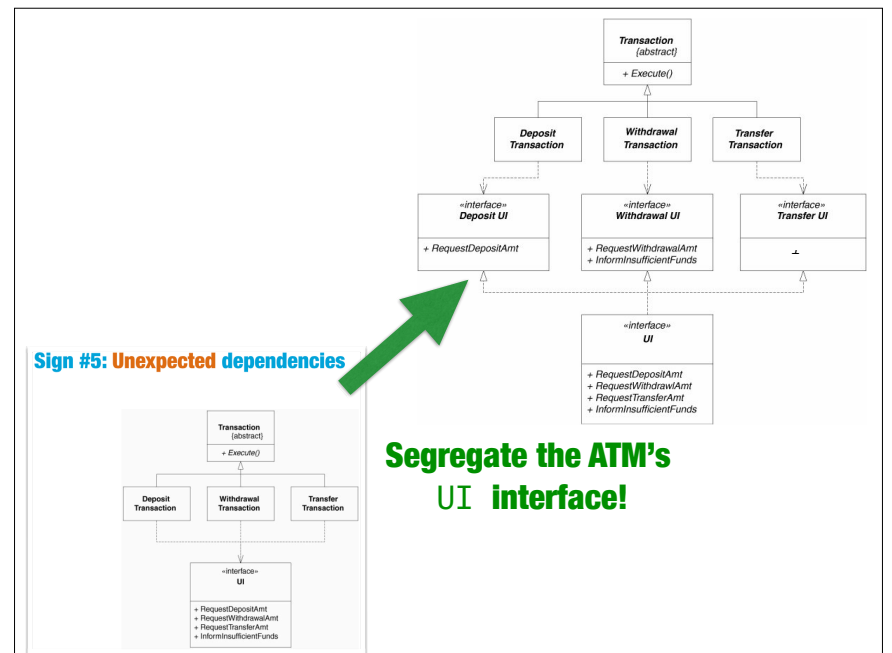 Transaction
{abstract}
+ Execute()
Deposit
Transaction
Withdrawal
Transaction
Transfer
Transaction
«interface»
Deposit UI
+ RequestDepositAmt
«interface»
Withdrawal UI
+ RequestWithdrawalAmt
+ InformInsufficientFunds
«interface»
Transfer UI
«interface»
UI
+ RequestDepositAmt
+ RequestWithdrawlAmt
+ RequestTransferAmt
+ InformInsufficientFunds
Sign #5: Unexpected dependencies
Transaction
{abstract}
+ Execute()
Deposit
Transaction
Withdrawal
Transaction
Transfer
Transaction
«interface»
UI
+ RequestDepositAmt
+ RequestWithdrawalAmt
+ RequestTransferAmt
+ InformInsufficientFunds
Segregate the ATM's
UI interface!